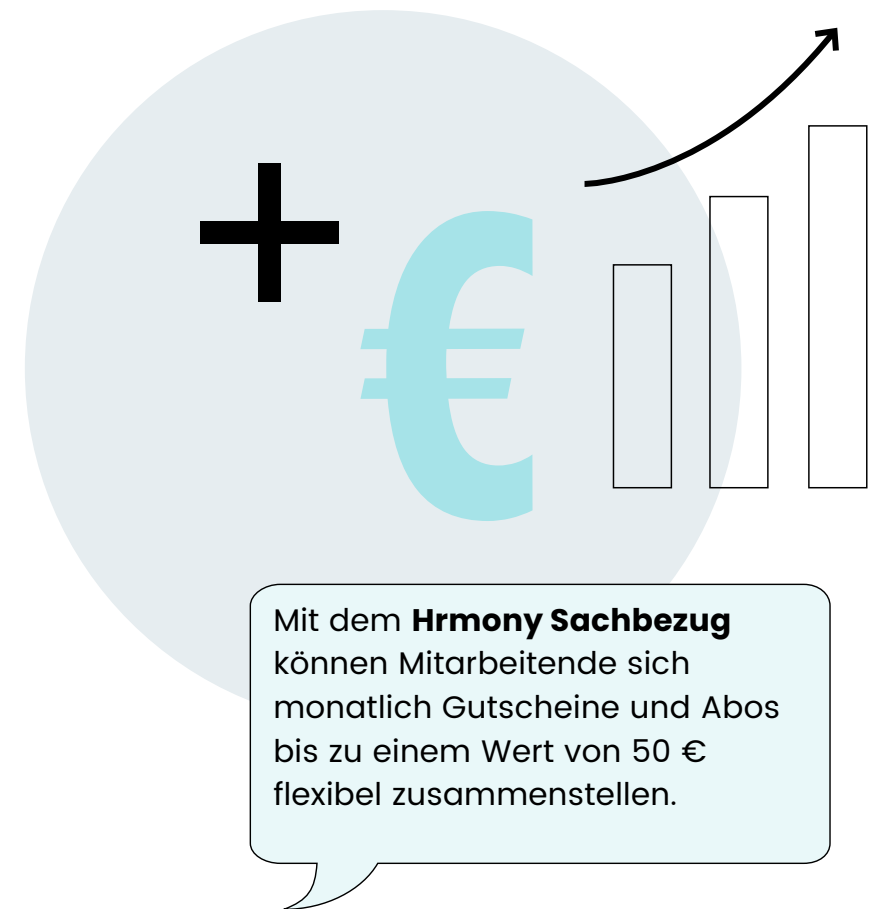 +
€
Mit dem Hrmony Sachbezug
können Mitarbeitende sich
monatlich Gutscheine und Abos
bis zu einem Wert von 50 €
flexibel zusammenstellen.